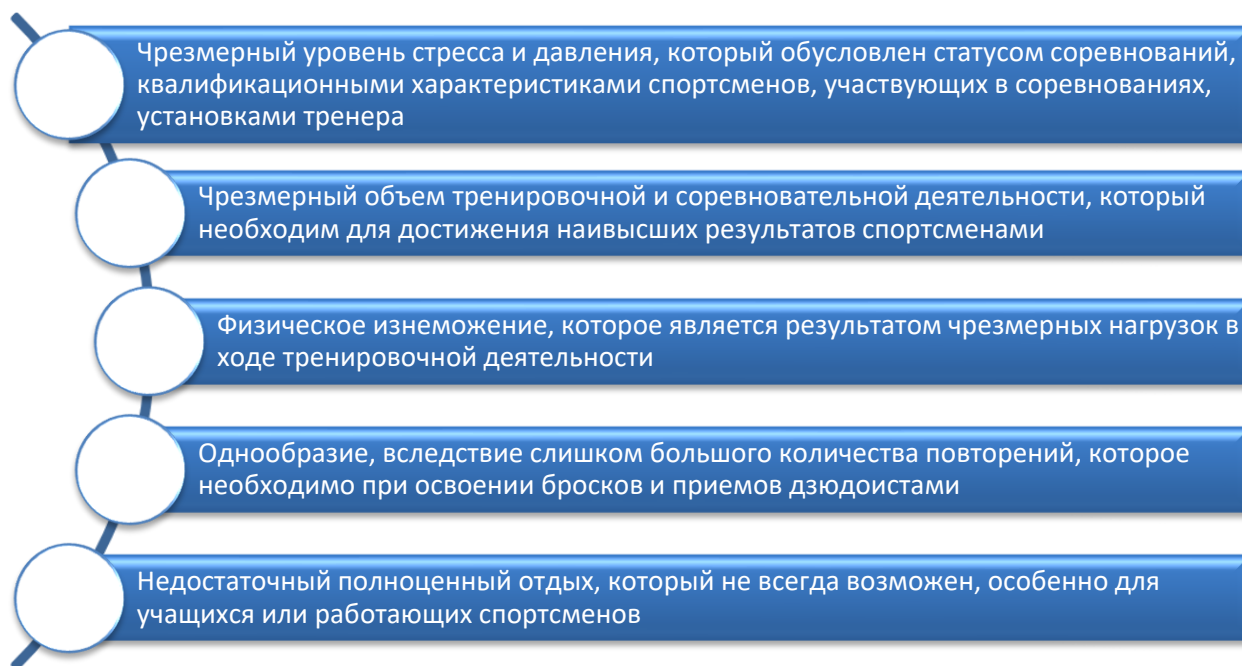 Чрезмерный уровень стресса и давления, который обусловлен статусом соревнований,
квалификационными характеристиками спортсменов, участвующих в соревнованиях,
установками тренера
Чрезмерный объем тренировочной и соревновательной деятельности, который
необходим для достижения наивысших результатов спортсменами
Физическое изнеможение, которое является результатом чрезмерных нагрузок в
ходе тренировочной деятельности
Однообразие, вследствие слишком большого количества повторений, которое
необходимо при освоении бросков и приемов дзюдоистами
Недостаточный полноценный отдых, который не всегда возможен, особенно для
учащихся или работающих спортсменов